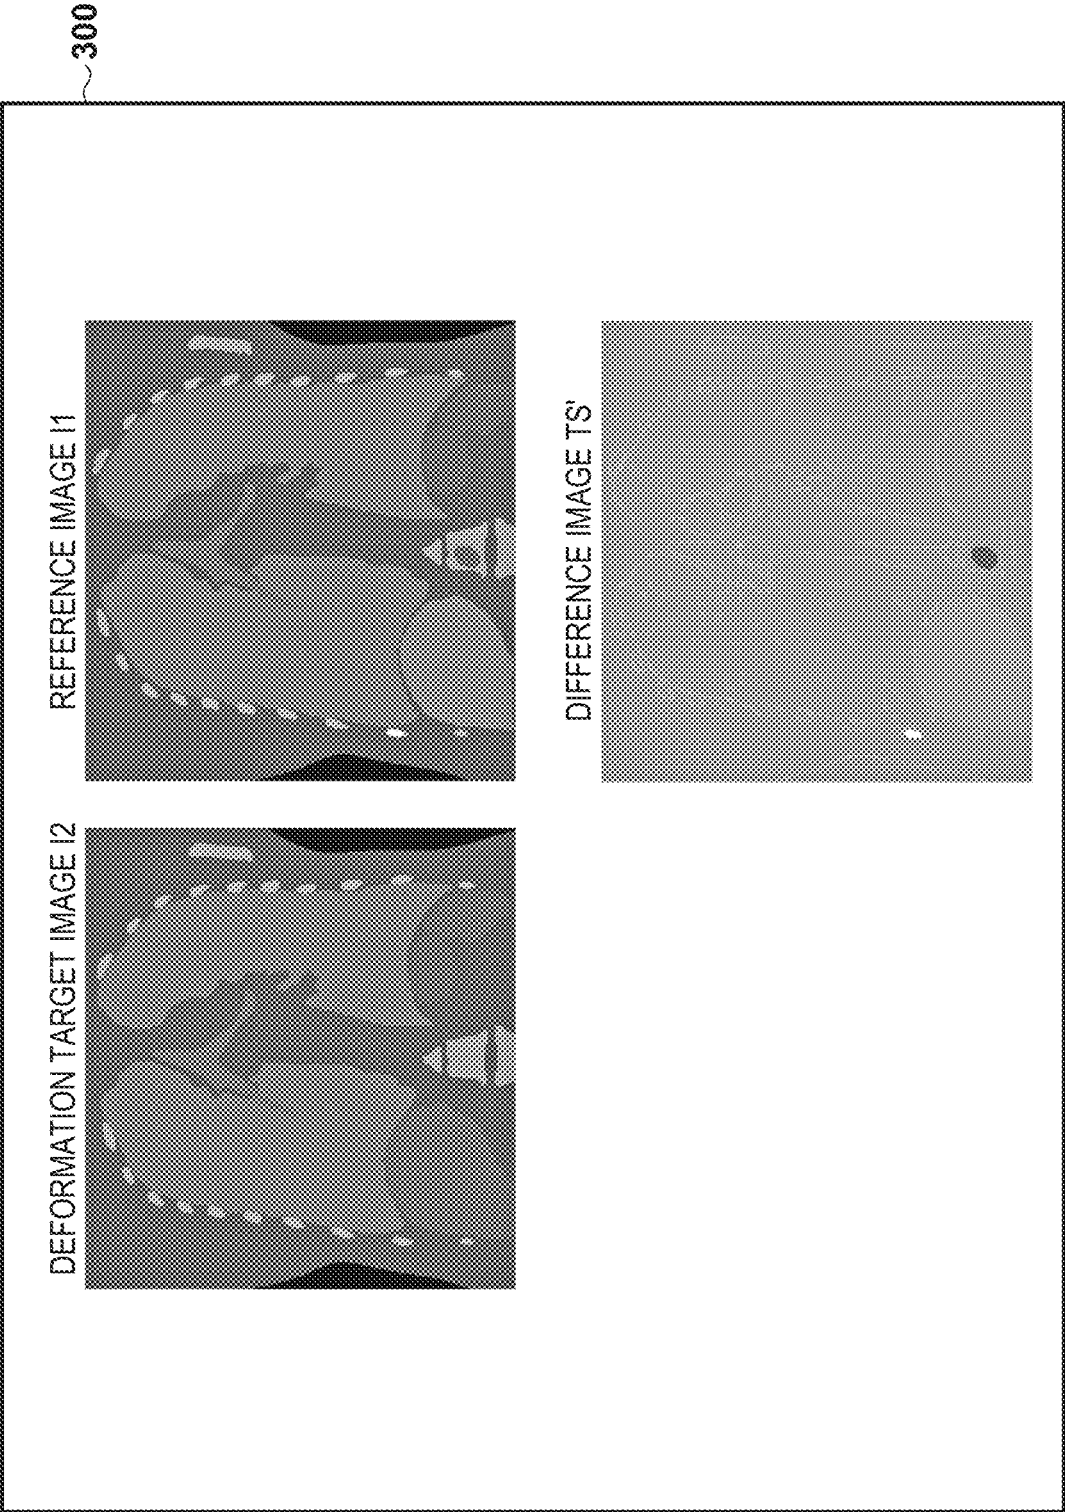 300
DEFORMATION TARGET IMAGE I2
REFERENCE IMAGE I1
DIFFERENCE IMAGE TS'